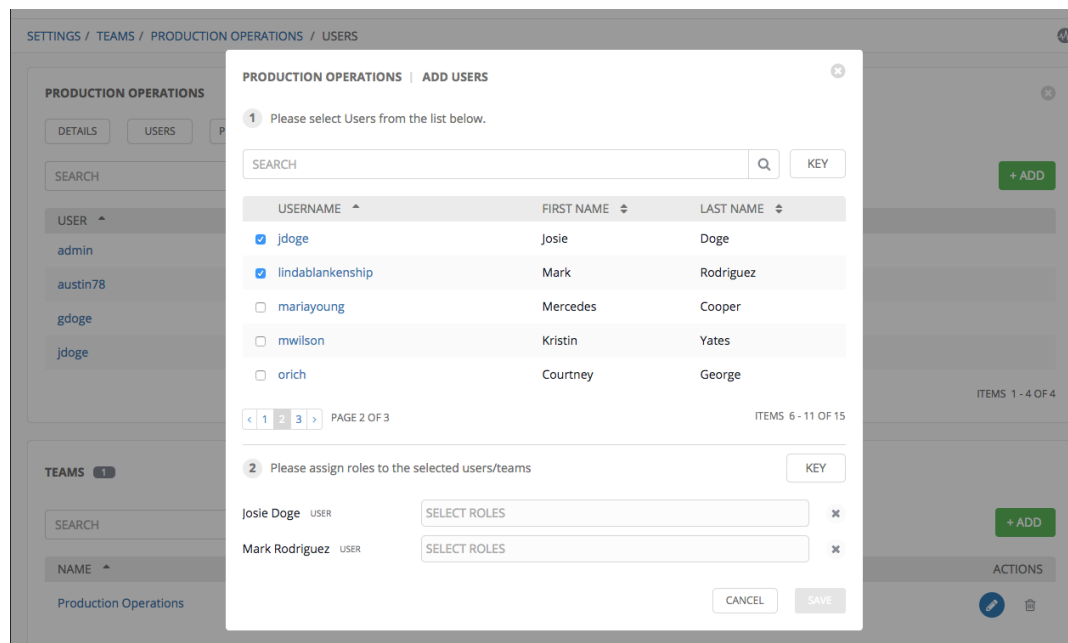 SETTINGS / TEAMS / PRODUCTION OPERATIONS / USERS
PRODUCTION OPERATIONS
DETAILS USERS P
SEARCH
+ ADD
USER
admin
austin78
gdoge
jdoge
ITEMS 1 - 4 OF 4
TEAMS 1
SEARCH
+ ADD
NAME ACTIONS
Production Operations
PRODUCTION OPERATIONS | ADD USERS
1 Please select Users from the list below.
SEARCH KEY
USERNAME FIRST NAME LAST NAME
jdoge Josie Doge
lindablankenship Mark Rodriguez
mariayoung Mercedes Cooper
mwilson Kristin Yates
orich Courtney George
< 1 2 3 > PAGE 2 OF 3 ITEMS 6 - 11 OF 15
2 Please assign roles to the selected users/teams KEY
Josie Doge USER SELECT ROLES
Mark Rodriguez USER SELECT ROLES
CANCEL SAVE